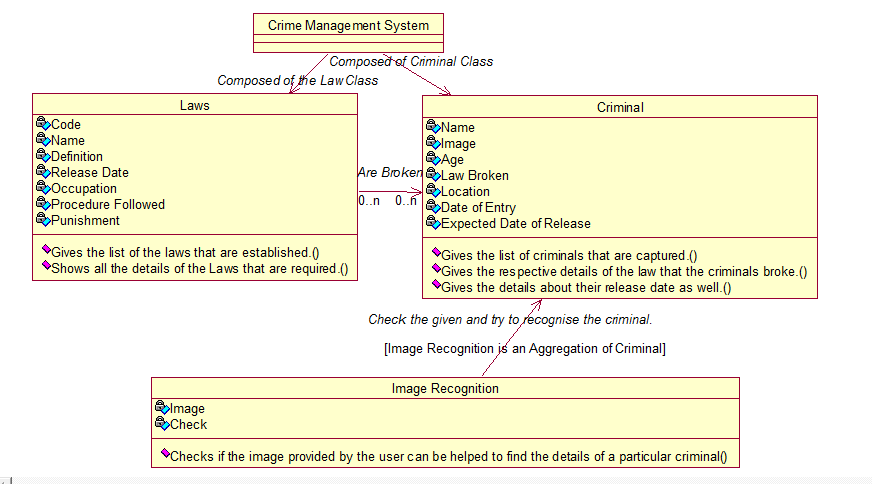 Crime Management System
Composed of Criminal Class
Composed of the Law Class
Laws
Code
Name
Definition
Release Date
Occupation
Procedure Followed
Punishment
Gives the list of the laws that are established.()
Shows all the details of the Laws that are required.()
Are Broken
0..n 0..n
Criminal
Name
Image
Age
Law Broken
Location
Date of Entry
Expected Date of Release
Gives the list of criminals that are captured.()
Gives the respective details of the law that the criminals broke.()
Gives the details about their release date as well.()
Check the given and try to recognise the criminal.
[Image Recognition is an Aggregation of Criminal]
Image Recognition
Image
Check
Checks if the image provided by the user can be helped to find the details of a particular criminal()